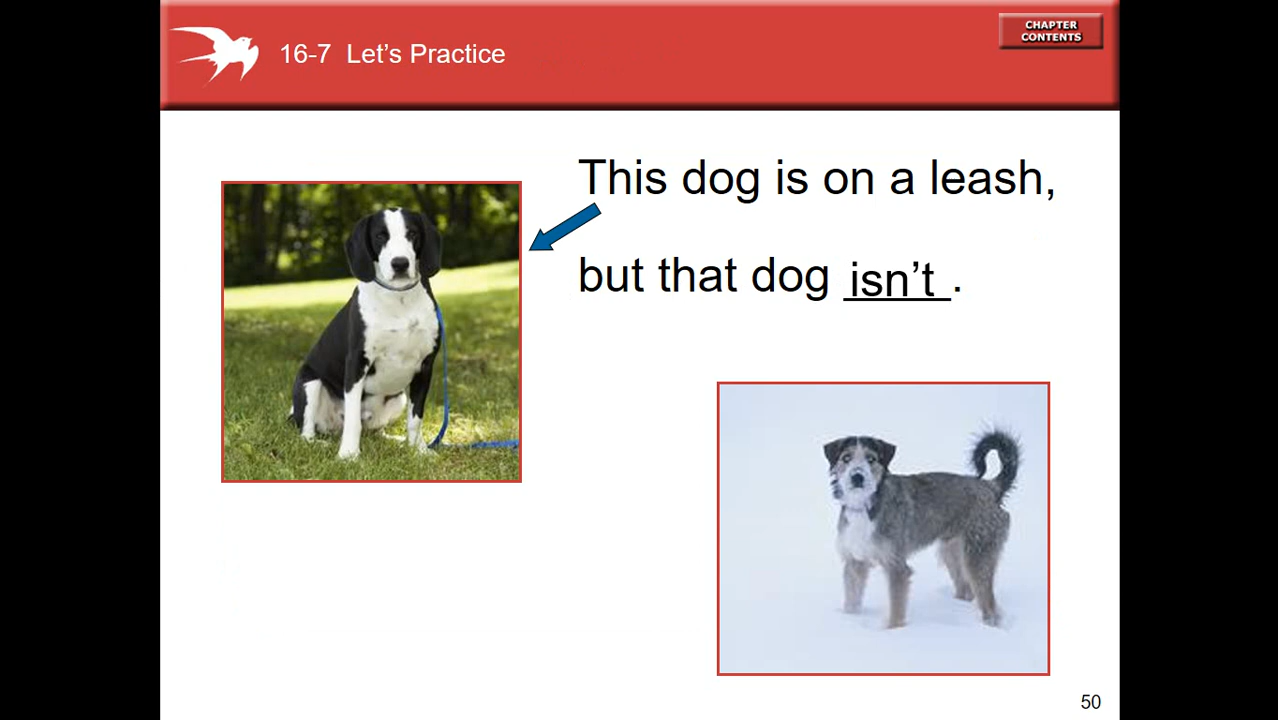 16-7 Let's Practice
CHAPTER
CONTENTS
This dog is on a leash,
but that dog isn't.
50